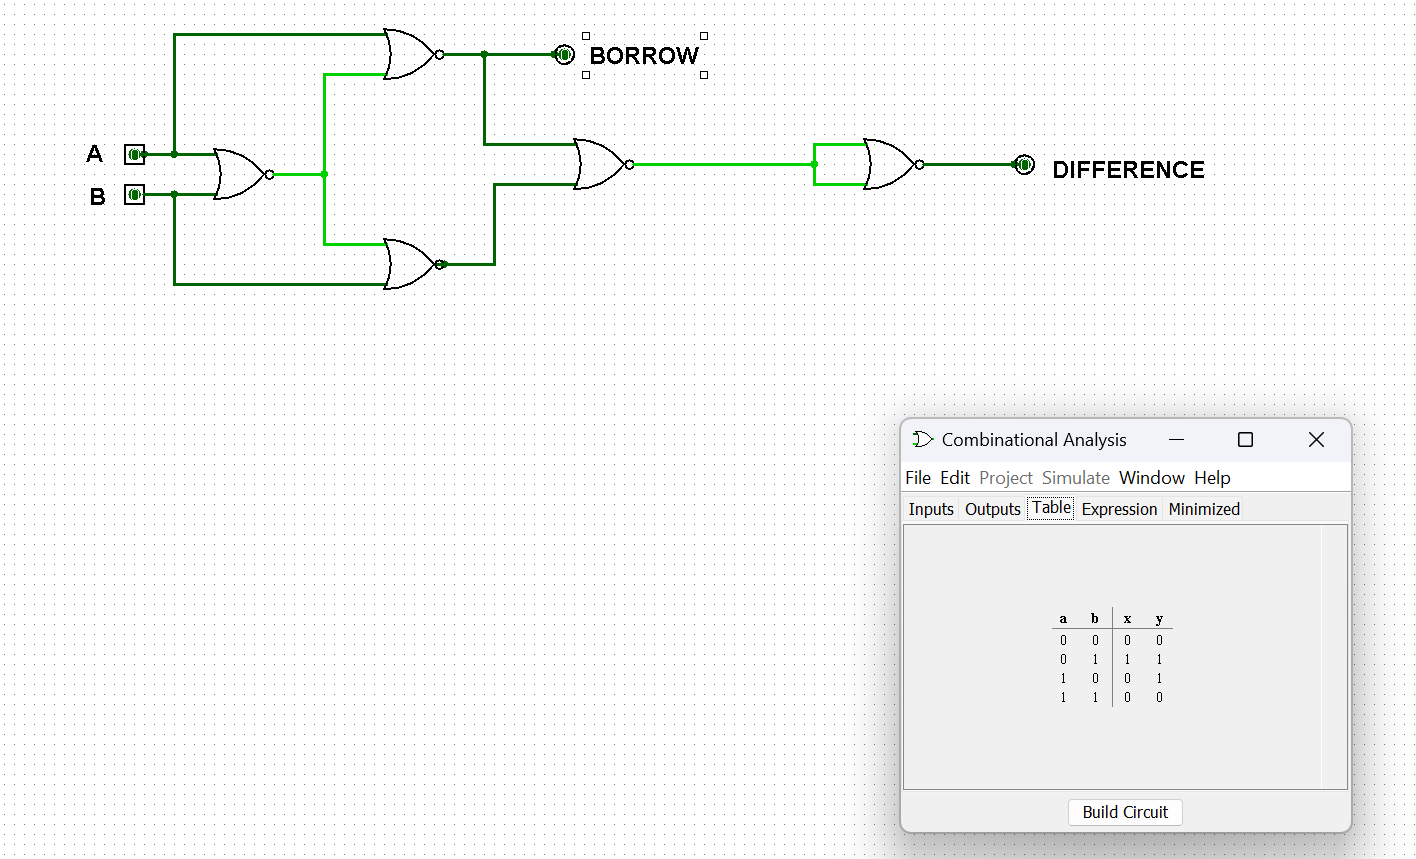 BORROW
A
B
DIFFERENCE
Combinational Analysis
File Edit Project Simulate Window Help
Inputs Outputs Table Expression Minimized
a b x y
0 0 0 0
0 1 1 1
1 0 0 1
1 1 0 0
Build Circuit